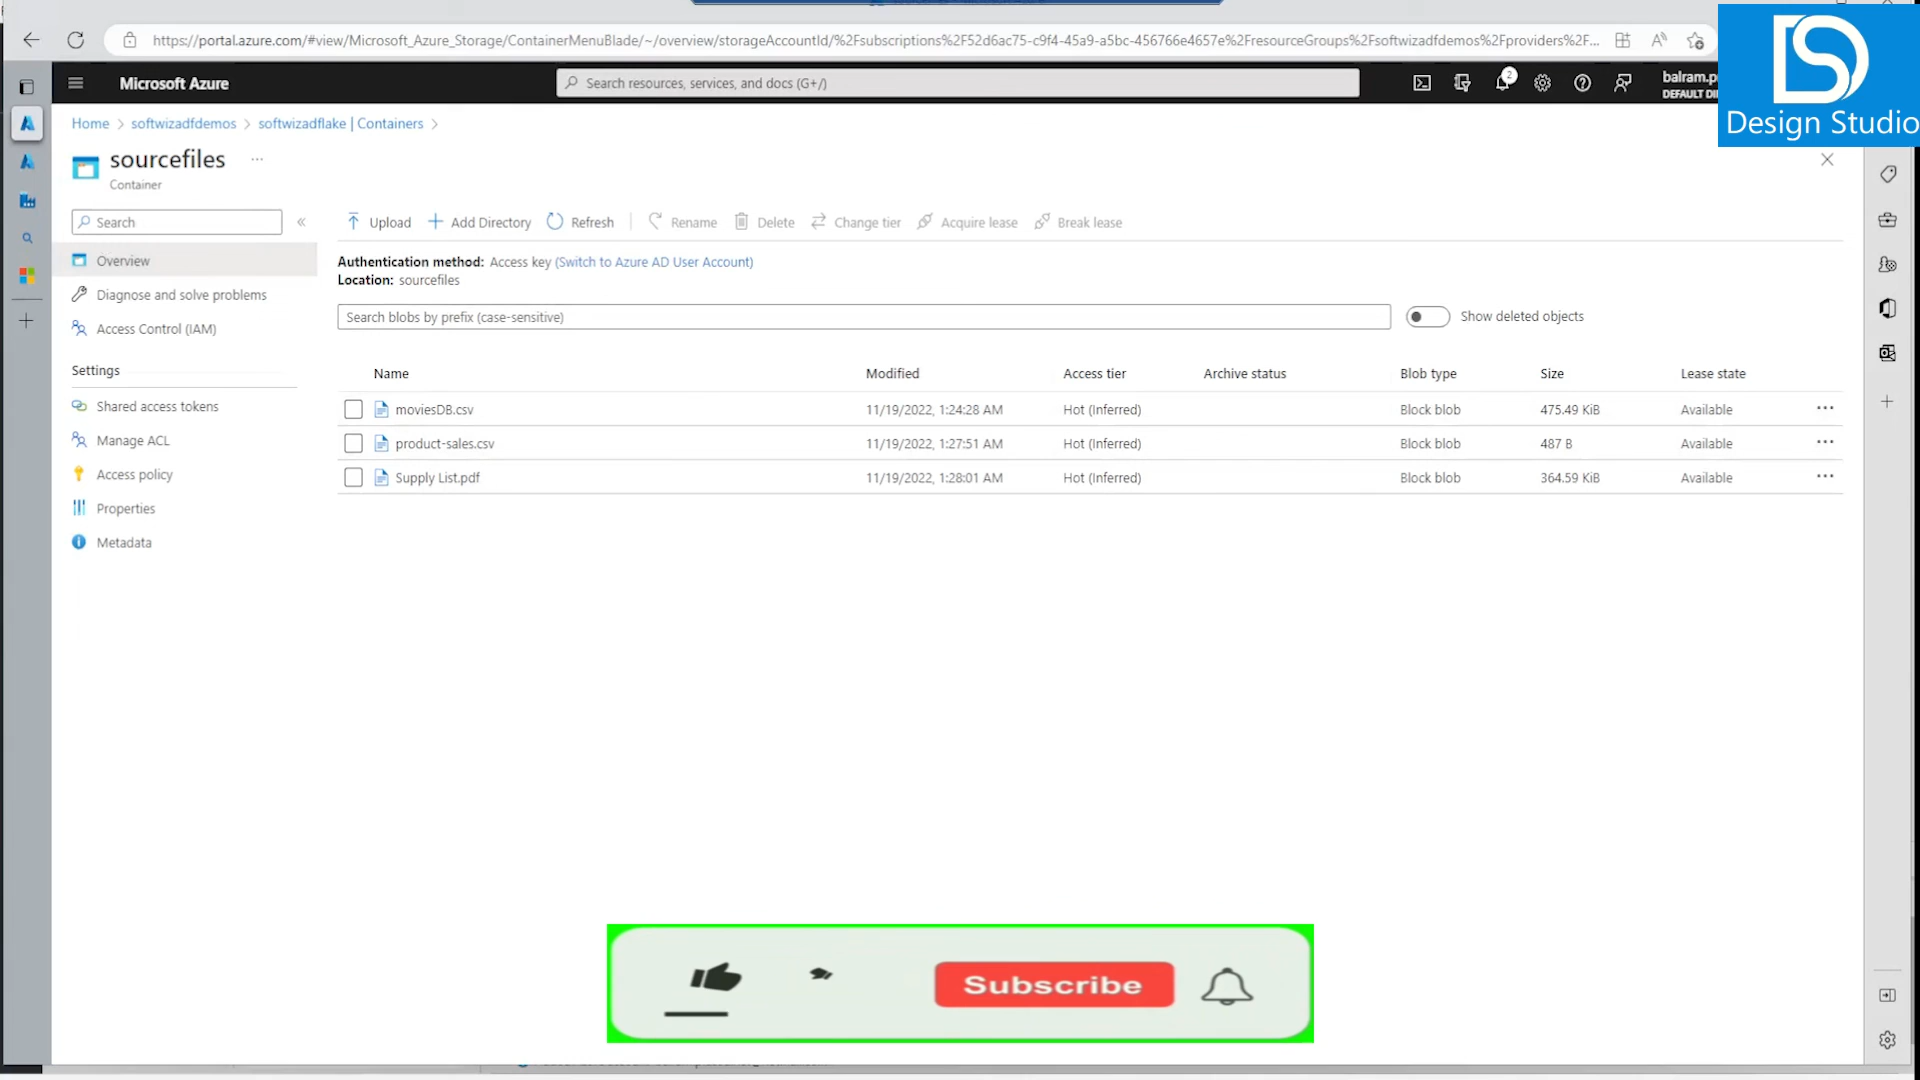 https://portal.azure.com/#view/Microsoft_Azure_Storage/ContainerMenuBlade/~/overview/storageAccountId/%2Fsubscriptions%2F52d6ac75-c9f4-45a9-a5bc-456766e4657e%2FresourceGroups%2Fsoftwizadfdemos%2Fproviders%2F...
Microsoft Azure
Search resources, services, and docs (G+/)
2
balram.p
DEFAULT DI
Design Studio
Home > softwizadfdemos > softwizadflake | Containers >
sourcefiles ...
Container
Search
«
Upload
Add Directory
Refresh
Rename
Delete
Change tier
Acquire lease
Break lease
Overview
Diagnose and solve problems
Access Control (IAM)
Settings
Shared access tokens
Manage ACL
Access policy
Properties
Metadata
Authentication method: Access key (Switch to Azure AD User Account)
Location: sourcefiles
Search blobs by prefix (case-sensitive)
Show deleted objects
Name Modified Access tier Archive status Blob type Size Lease state
moviesDB.csv 11/19/2022, 1:24:28 AM Hot (Inferred) Block blob 475.49 KiB Available ...
product-sales.csv 11/19/2022, 1:27:51 AM Hot (Inferred) Block blob 487 B Available ...
Supply List.pdf 11/19/2022, 1:28:01 AM Hot (Inferred) Block blob 364.59 KiB Available ...
Subscribe